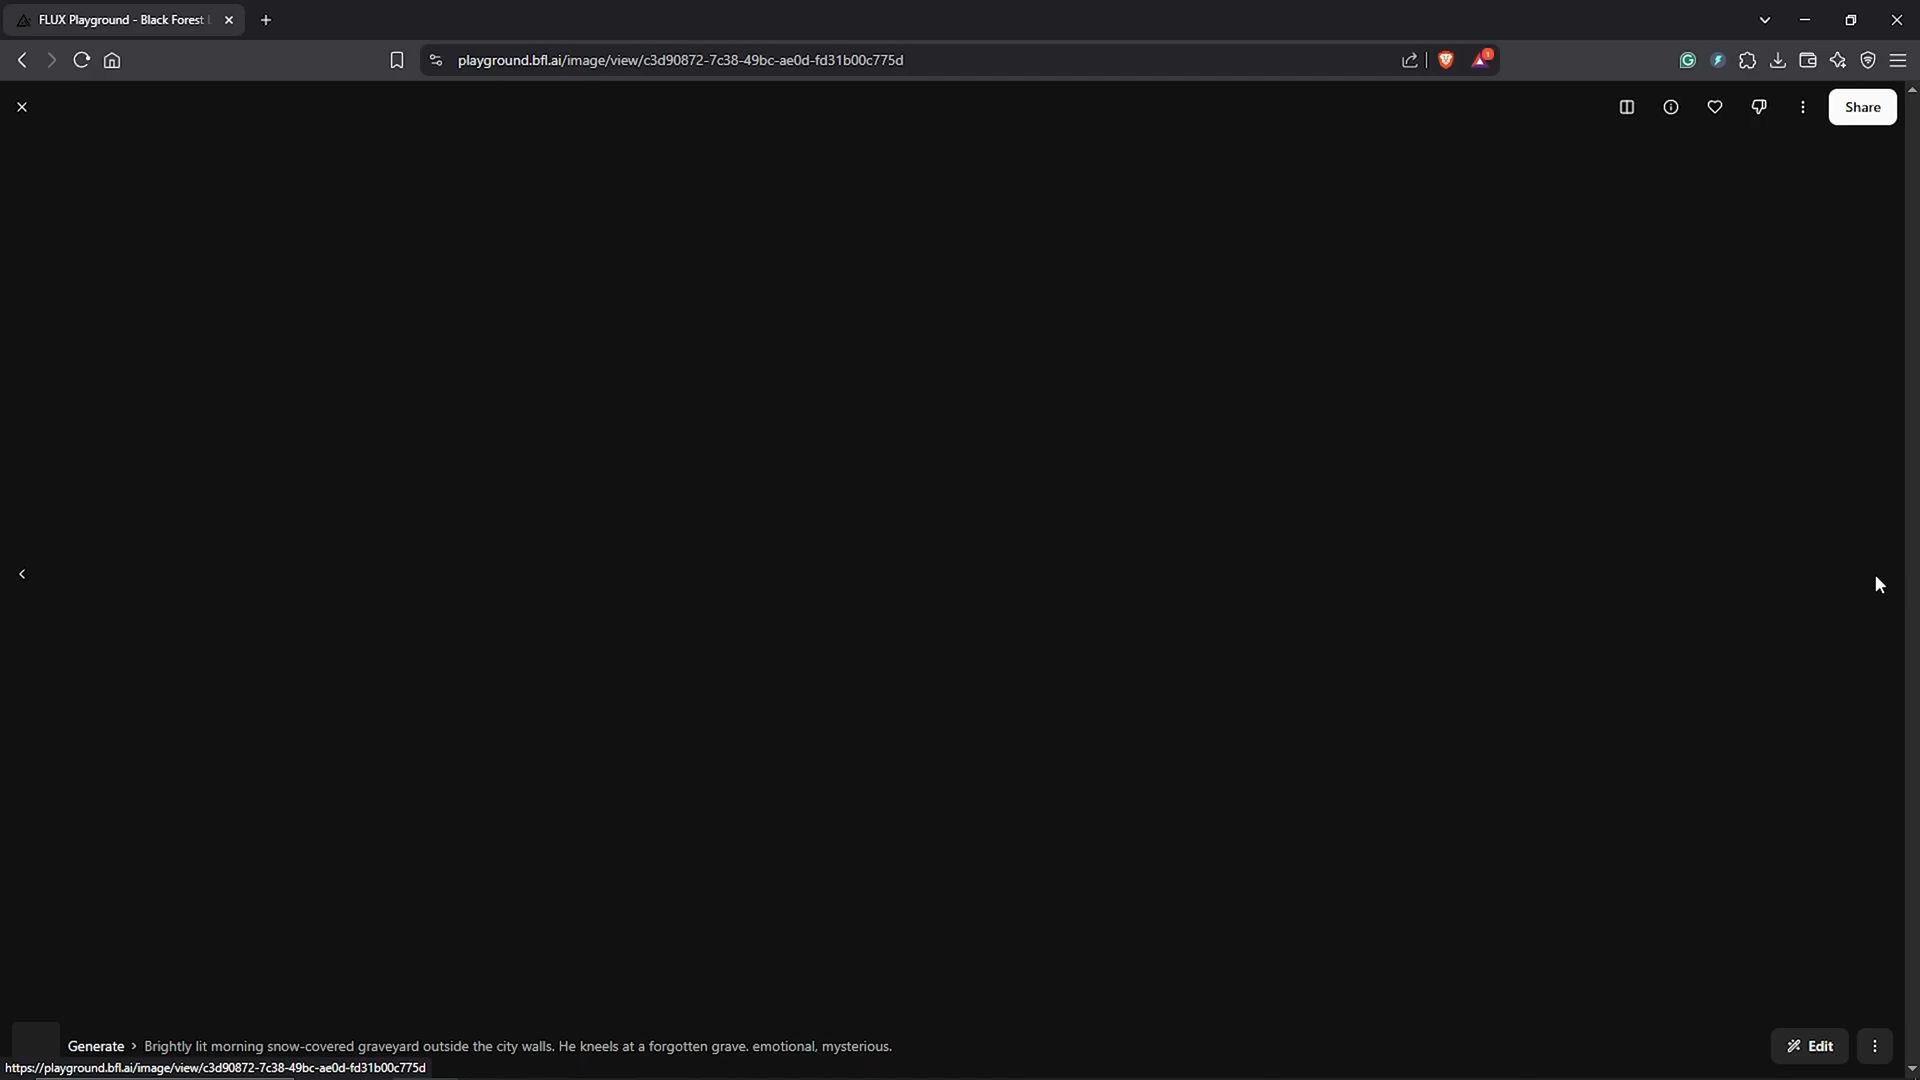 FLUX Playground - Black Forest
playground.bfl.ai/image/view/c3d90872-7c38-49bc-ae0d-fd31b00c775d
1
Share
Generate > Brightly lit morning snow-covered graveyard outside the city walls. He kneels at a forgotten grave. emotional, mysterious.
Edit
https://playground.bfl.ai/image/view/c3d90872-7c38-49bc-ae0d-fd31b00c775d